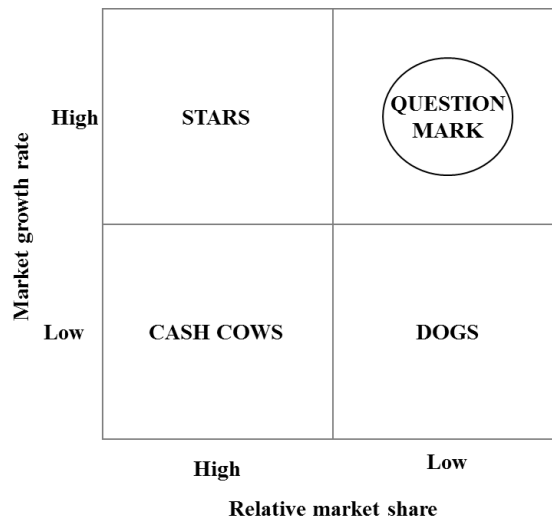 Market growth rate
High
STARS
QUESTION
MARK
Low
CASH COWS
DOGS
High
Low
Relative market share